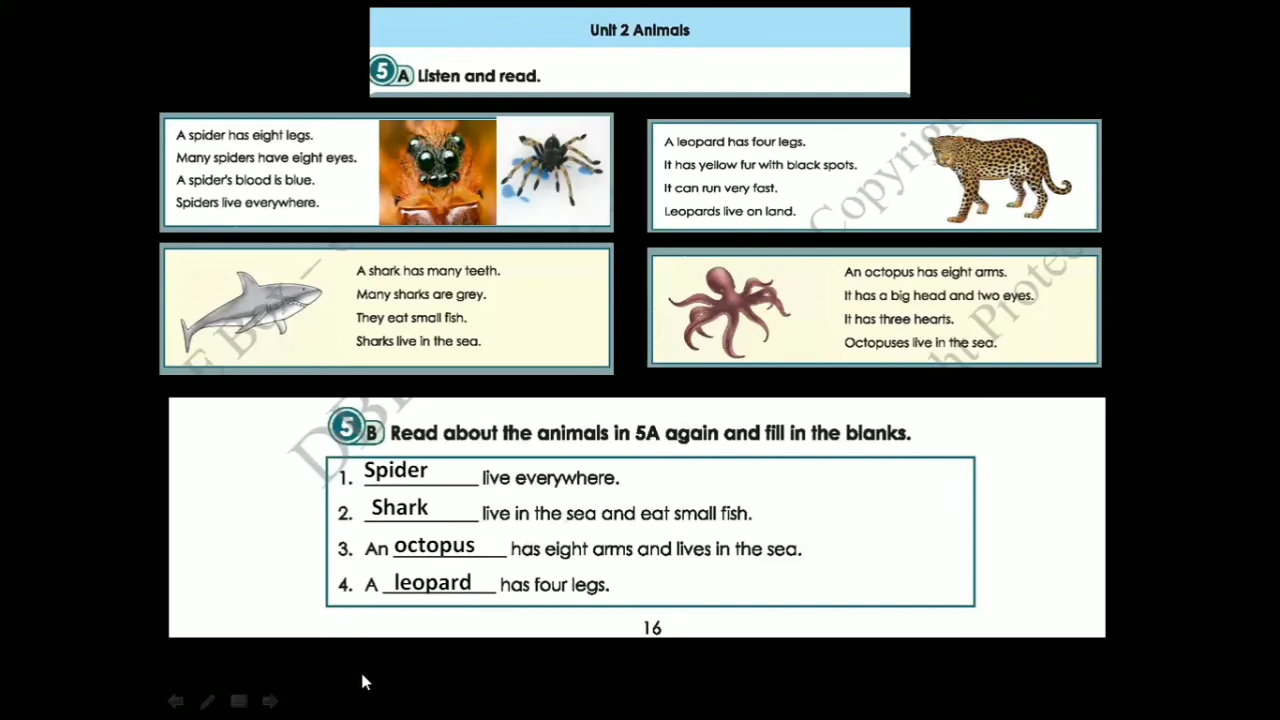 Unit 2 Animals
5 A Listen and read.
A spider has eight legs.
Many spiders have eight eyes.
A spider's blood is blue.
Spiders live everywhere.
A leopard has four legs.
It has yellow fur with black spots.
It can run very fast.
Leopards live on land.
A shark has many teeth.
Many sharks are grey.
They eat small fish.
Sharks live in the sea.
An octopus has eight arms.
It has a big head and two eyes.
It has three hearts.
Octopuses live in the sea.
5 B Read about the animals in 5A again and fill in the blanks.
1. Spider live everywhere.
2. Shark live in the sea and eat small fish.
3. An octopus has eight arms and lives in the sea.
4. A leopard has four legs.
16